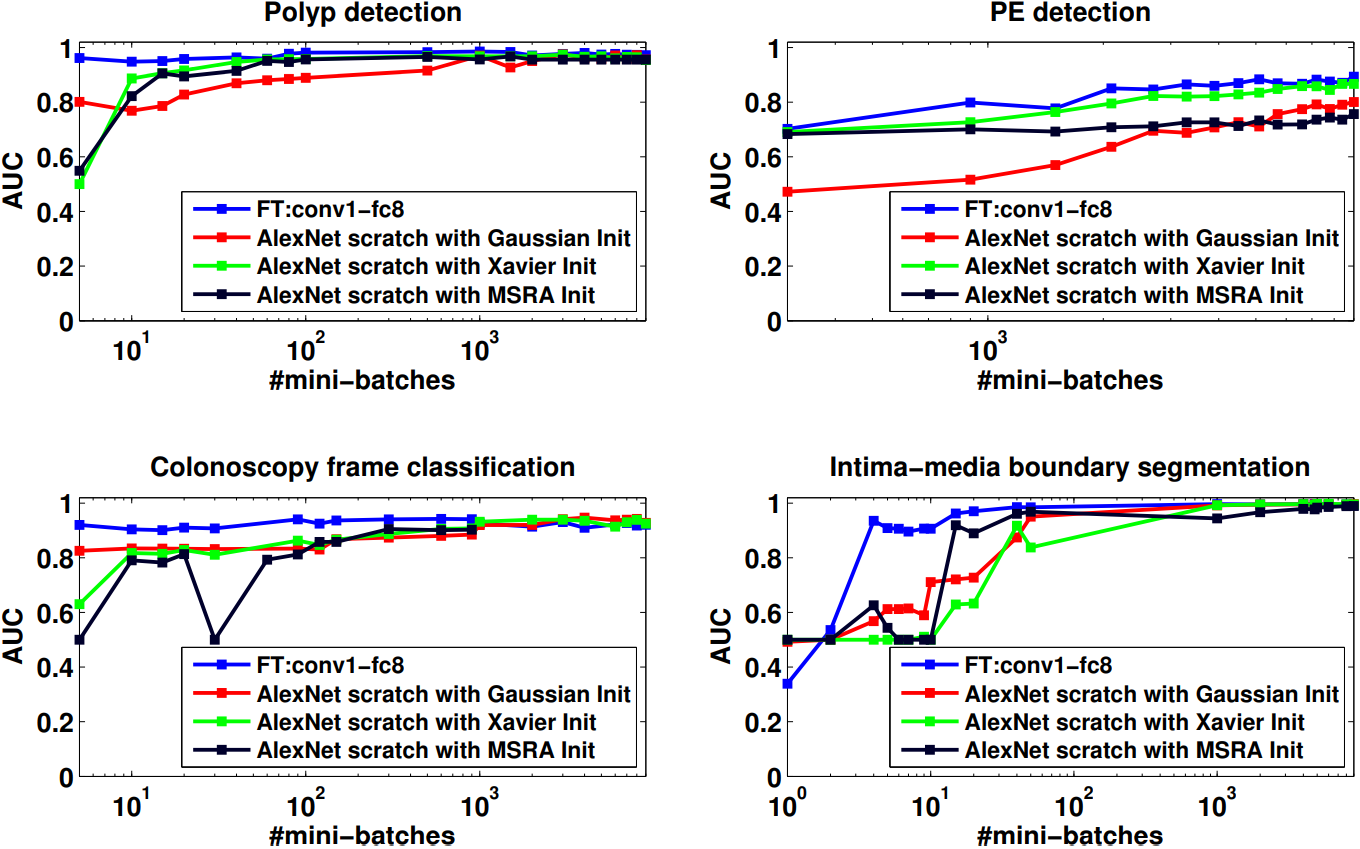 Polyp detection
1
0.8
0.6
0.4
0.2
0
AUC
FT:conv1−fc8
AlexNet scratch with Gaussian Init
AlexNet scratch with Xavier Init
AlexNet scratch with MSRA Init
10^1 10^2 10^3
#mini−batches
PE detection
1
0.8
0.6
0.4
0.2
0
AUC
FT:conv1−fc8
AlexNet scratch with Gaussian Init
AlexNet scratch with Xavier Init
AlexNet scratch with MSRA Init
10^3
#mini−batches
Colonoscopy frame classification
1
0.8
0.6
0.4
0.2
0
AUC
FT:conv1−fc8
AlexNet scratch with Gaussian Init
AlexNet scratch with Xavier Init
AlexNet scratch with MSRA Init
10^1 10^2 10^3
#mini−batches
Intima−media boundary segmentation
1
0.8
0.6
0.4
0.2
0
AUC
FT:conv1−fc8
AlexNet scratch with Gaussian Init
AlexNet scratch with Xavier Init
AlexNet scratch with MSRA Init
10^0 10^1 10^2 10^3
#mini−batches